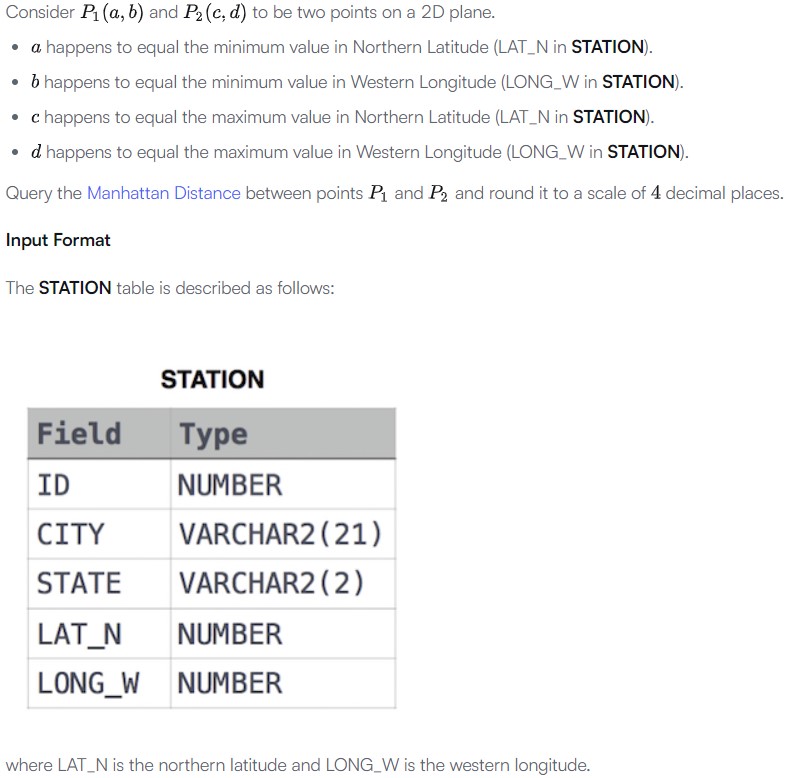 Consider P₁(a, b) and P₂(c, d) to be two points on a 2D plane.
• a happens to equal the minimum value in Northern Latitude (LAT_N in STATION).
• b happens to equal the minimum value in Western Longitude (LONG_W in STATION).
• c happens to equal the maximum value in Northern Latitude (LAT_N in STATION).
• d happens to equal the maximum value in Western Longitude (LONG_W in STATION).
Query the Manhattan Distance between points P₁ and P₂ and round it to a scale of 4 decimal places.
Input Format
The STATION table is described as follows:
STATION
Field Type
ID NUMBER
CITY VARCHAR2(21)
STATE VARCHAR2(2)
LAT_N NUMBER
LONG_W NUMBER
where LAT_N is the northern latitude and LONG_W is the western longitude.